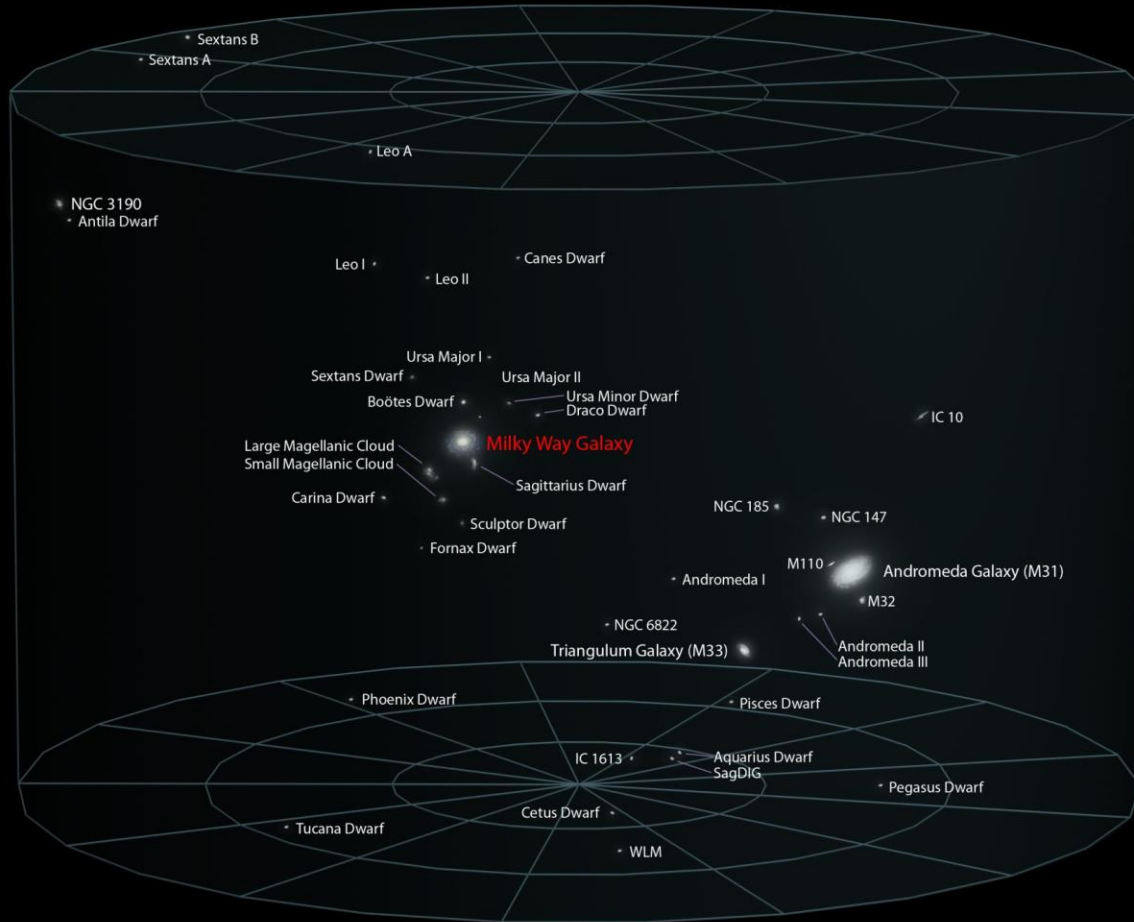 Sextans B
Sextans A
Leo A
NGC 3190
Antila Dwarf
Canes Dwarf
Leo I
Leo II
Ursa Major I
Sextans Dwarf
Ursa Major II
Ursa Minor Dwarf
Boötes Dwarf
Draco Dwarf
IC 10
Milky Way Galaxy
Large Magellanic Cloud
Small Magellanic Cloud
Sagittarius Dwarf
Carina Dwarf
NGC 185
NGC 147
Sculptor Dwarf
Fornax Dwarf
M110
Andromeda Galaxy (M31)
Andromeda I
M32
NGC 6822
Andromeda II
Triangulum Galaxy (M33)
Andromeda III
Phoenix Dwarf
Pisces Dwarf
IC 1613
Aquarius Dwarf
SagDIG
Pegasus Dwarf
Cetus Dwarf
Tucana Dwarf
WLM